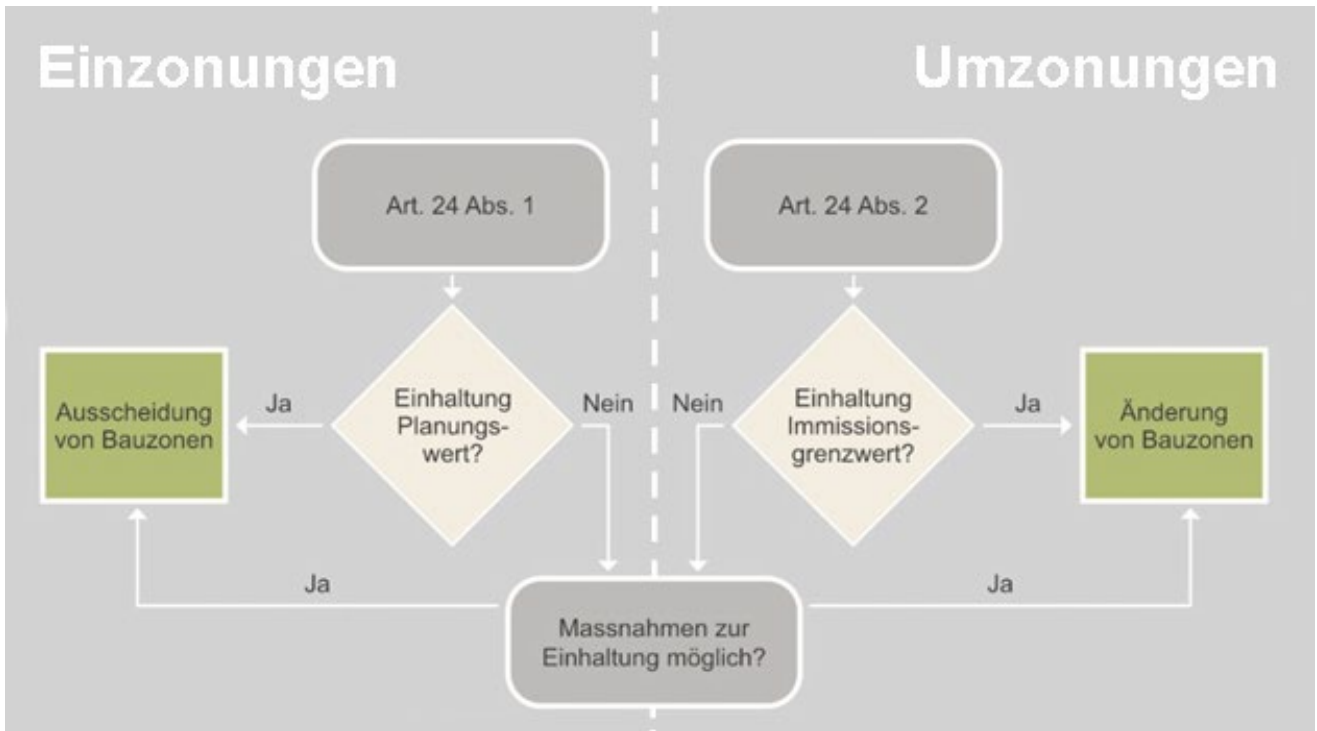 Einzonungen
Umzonungen
Art. 24 Abs. 1
Art. 24 Abs. 2
Ausscheidung
von Bauzonen
Ja
Einhaltung
Planungs-
wert?
Nein
Nein
Einhaltung
Immissions-
grenzwert?
Ja
Änderung
von Bauzonen
Ja
Ja
Massnahmen zur
Einhaltung möglich?